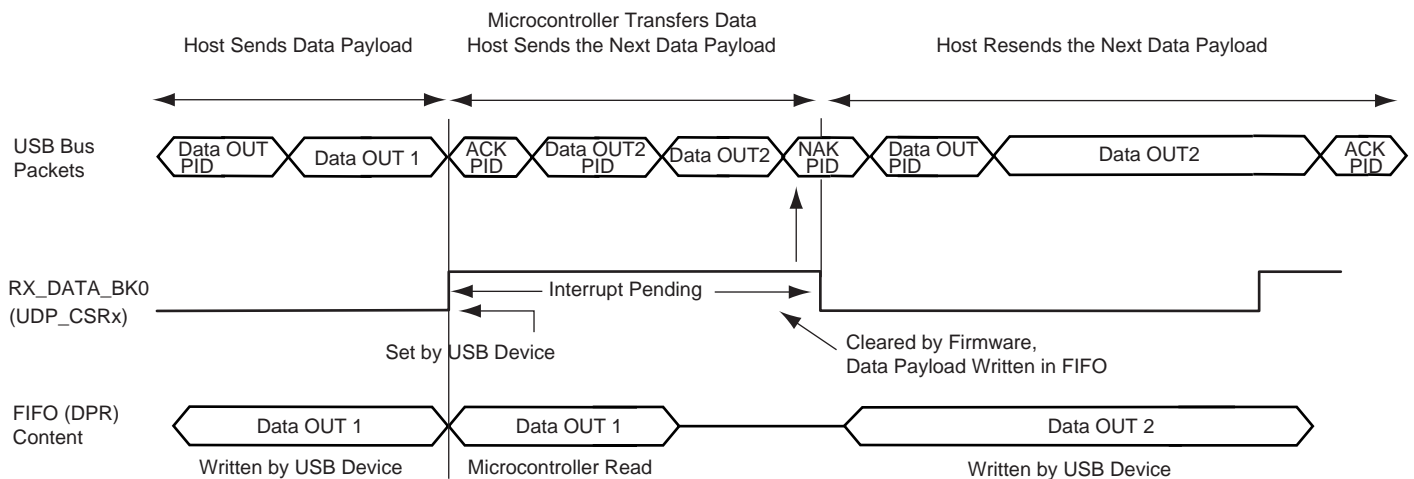 Microcontroller Transfers Data
Host Sends Data Payload
Host Sends the Next Data Payload
Host Resends the Next Data Payload
USB Bus
Packets
Data OUT
PID
Data OUT 1
ACK
PID
Data OUT2
PID
Data OUT2
NAK
PID
Data OUT
PID
Data OUT2
ACK
PID
RX_DATA_BK0
(UDP_CSRx)
Interrupt Pending
Set by USB Device
Cleared by Firmware,
Data Payload Written in FIFO
FIFO (DPR)
Content
Data OUT 1
Data OUT 1
Data OUT 2
Written by USB Device
Microcontroller Read
Written by USB Device